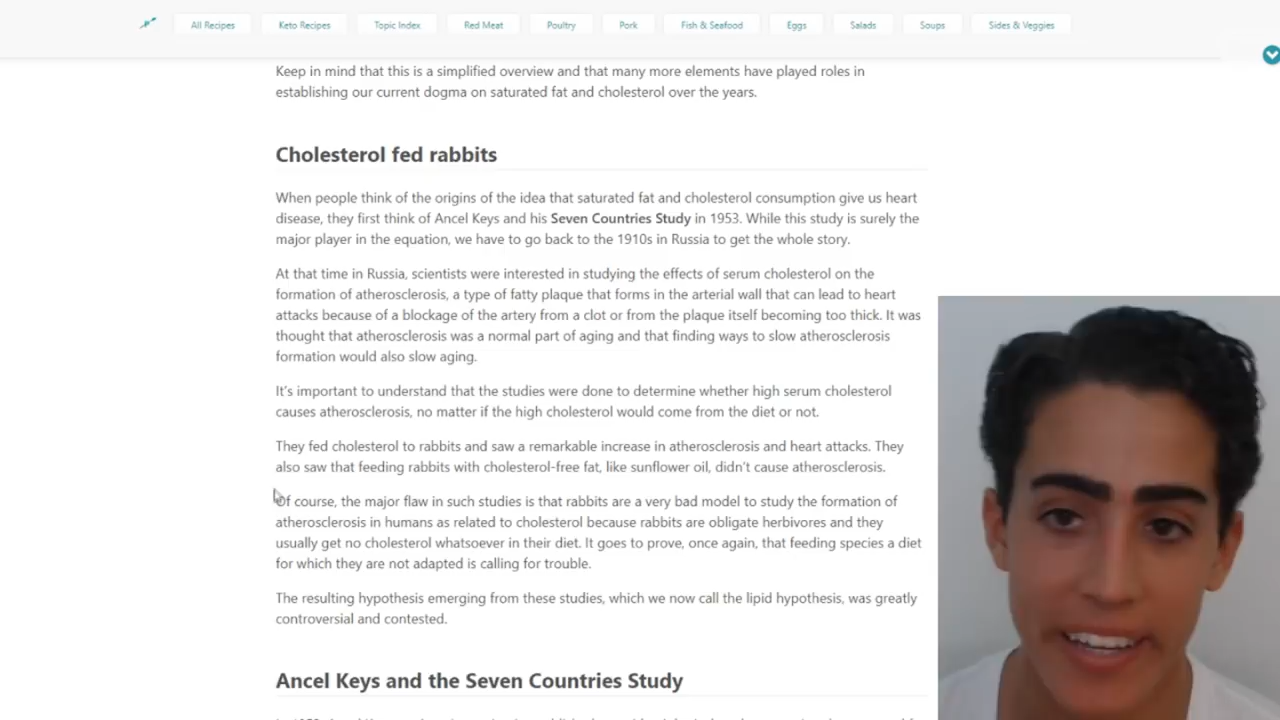 All Recipes
Keto Recipes
Topic Index
Red Meat
Poultry
Pork
Fish & Seafood
Eggs
Salads
Soups
Sides & Veggies
Keep in mind that this is a simplified overview and that many more elements have played roles in
establishing our current dogma on saturated fat and cholesterol over the years.
Cholesterol fed rabbits
When people think of the origins of the idea that saturated fat and cholesterol consumption give us heart
disease, they first think of Ancel Keys and his Seven Countries Study in 1953. While this study is surely the
major player in the equation, we have to go back to the 1910s in Russia to get the whole story.
At that time in Russia, scientists were interested in studying the effects of serum cholesterol on the
formation of atherosclerosis, a type of fatty plaque that forms in the arterial wall that can lead to heart
attacks because of a blockage of the artery from a clot or from the plaque itself becoming too thick. It was
thought that atherosclerosis was a normal part of aging and that finding ways to slow atherosclerosis
formation would also slow aging.
It's important to understand that the studies were done to determine whether high serum cholesterol
causes atherosclerosis, no matter if the high cholesterol would come from the diet or not.
They fed cholesterol to rabbits and saw a remarkable increase in atherosclerosis and heart attacks. They
also saw that feeding rabbits with cholesterol-free fat, like sunflower oil, didn't cause atherosclerosis.
Of course, the major flaw in such studies is that rabbits are a very bad model to study the formation of
atherosclerosis in humans as related to cholesterol because rabbits are obligate herbivores and they
usually get no cholesterol whatsoever in their diet. It goes to prove, once again, that feeding species a diet
for which they are not adapted is calling for trouble.
The resulting hypothesis emerging from these studies, which we now call the lipid hypothesis, was greatly
controversial and contested.
Ancel Keys and the Seven Countries Study